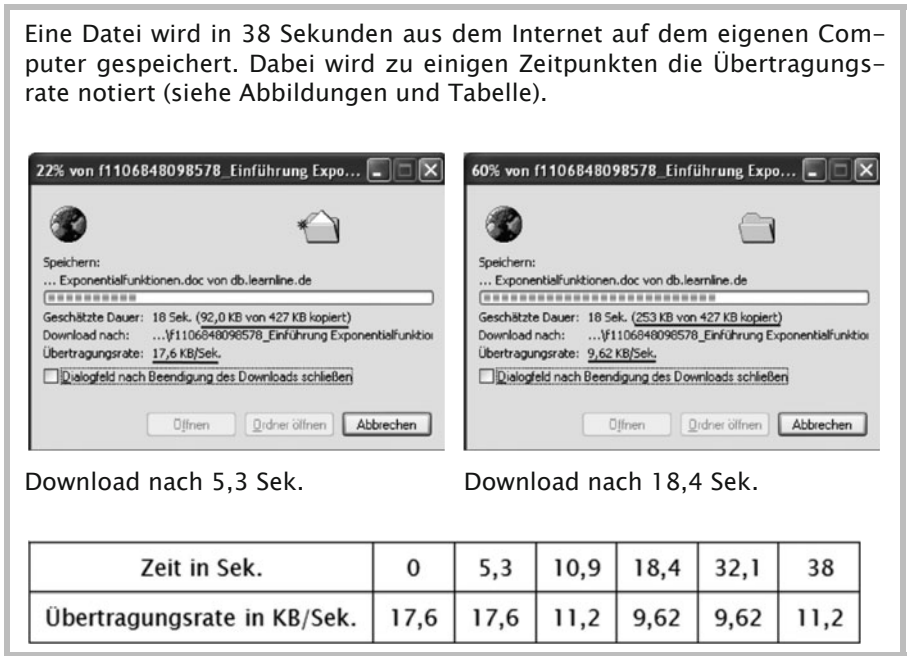 Eine Datei wird in 38 Sekunden aus dem Internet auf dem eigenen Com-
puter gespeichert. Dabei wird zu einigen Zeitpunkten die Übertragungs-
rate notiert (siehe Abbildungen und Tabelle).
22% von f1106848098578_Einführung Expo...
Speichern:
... Exponentialfunktionen.doc von db.learnline.de
Geschätzte Dauer: 18 Sek. (92,0 KB von 427 KB kopiert)
Download nach: ...\f1106848098578_Einführung Exponentialfunktio
Übertragungsrate: 17,6 KB/Sek.
Dialogfeld nach Beendigung des Downloads schließen
Öffnen Ordner öffnen Abbrechen
60% von f1106848098578_Einführung Expo...
Speichern:
... Exponentialfunktionen.doc von db.learnline.de
Geschätzte Dauer: 18 Sek. (253 KB von 427 KB kopiert)
Download nach: ...\f1106848098578_Einführung Exponentialfunktio
Übertragungsrate: 9,62 KB/Sek.
Dialogfeld nach Beendigung des Downloads schließen
Öffnen Ordner öffnen Abbrechen
Download nach 5,3 Sek.
Download nach 18,4 Sek.
Zeit in Sek. 0 5,3 10,9 18,4 32,1 38
Übertragungsrate in KB/Sek. 17,6 17,6 11,2 9,62 9,62 11,2